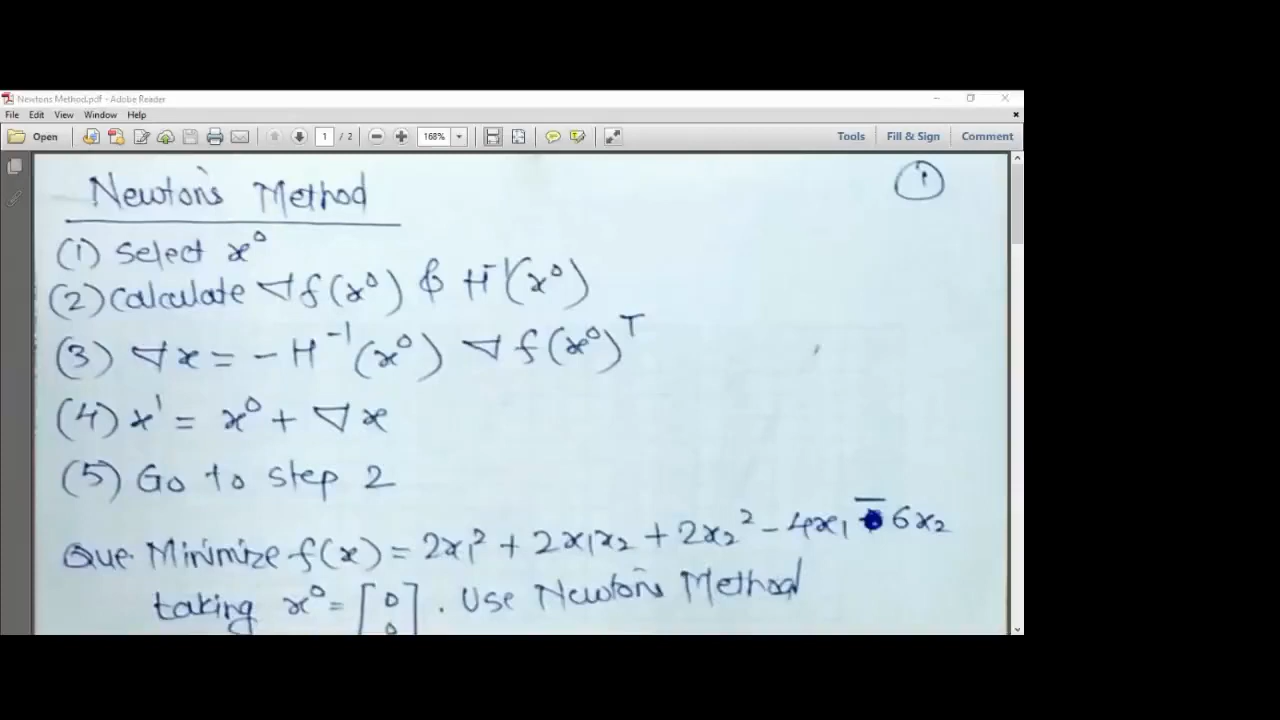 Newtons Method.pdf - Adobe Reader
File Edit View Window Help
Open 1 / 2 168% Tools Fill & Sign Comment
Newton's Method
1
(1) Select x⁰
(2) Calculate ∇f(x⁰) & H⁻¹(x⁰)
(3) ∇x = -H⁻¹(x⁰) ∇f(x⁰)ᵀ
(4) x¹ = x⁰ + ∇x
(5) Go to step 2
Que Minimize f(x) = 2x₁² + 2x₁x₂ + 2x₂² - 4x₁ - 6x₂
taking x⁰ = [0 0]. Use Newton's Method